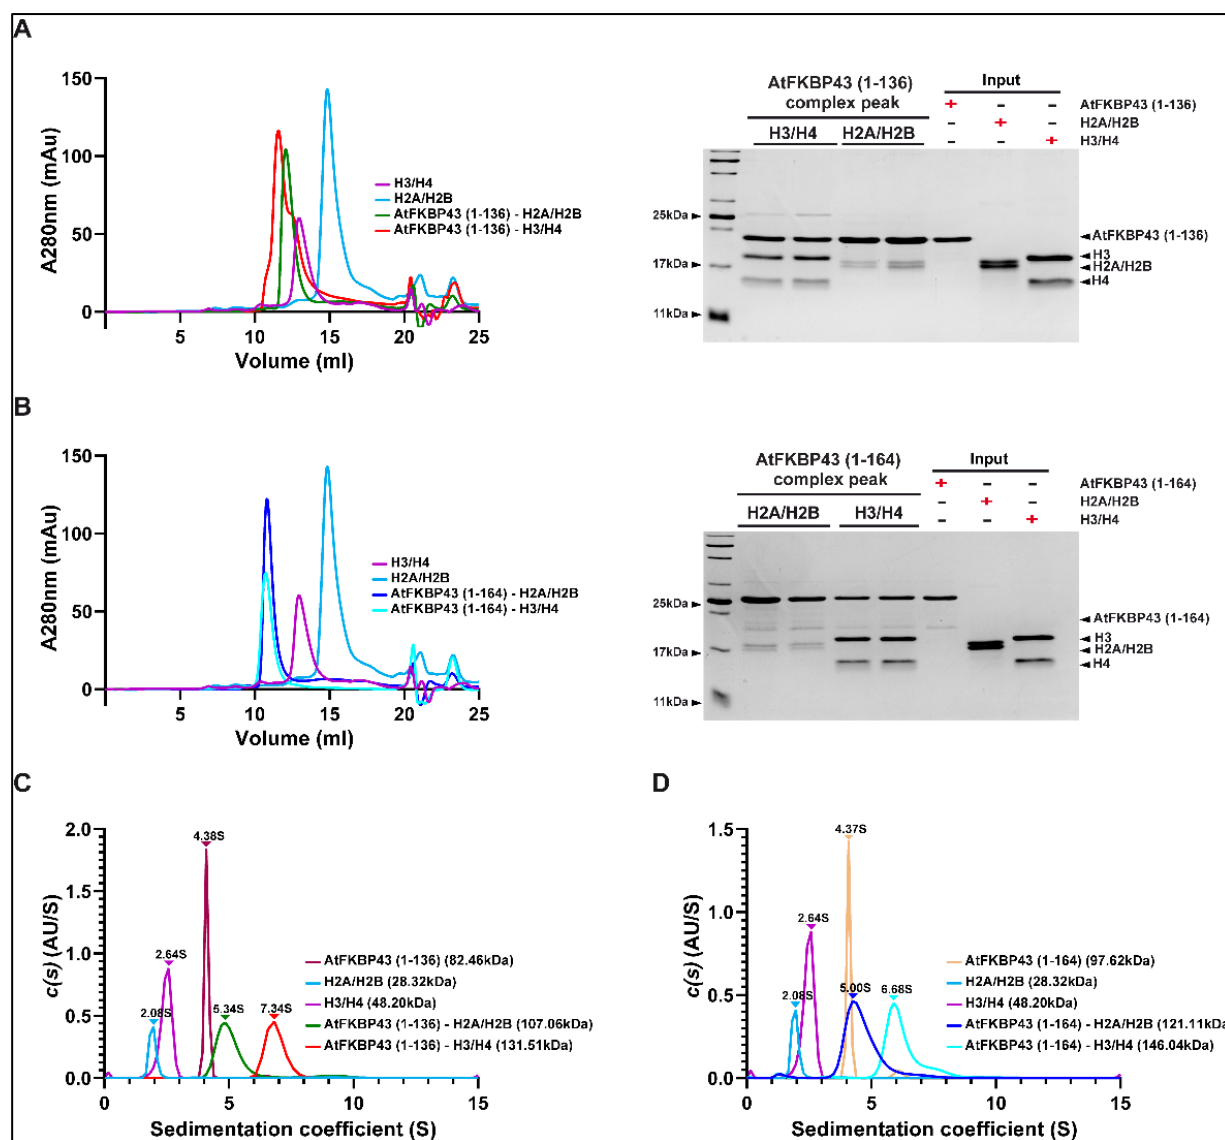 A
150
100
50
0
A280nm (mAu)
5
10
15
20
25
Volume (ml)
H3/H4
H2A/H2B
AtFKBP43 (1-136) - H2A/H2B
AtFKBP43 (1-136) - H3/H4
AtFKBP43 (1-136)
complex peak
Input
H3/H4
H2A/H2B
+ – – AtFKBP43 (1-136)
– + – H2A/H2B
– – + H3/H4
25kDa
17kDa
11kDa
AtFKBP43 (1-136)
H3
H2A/H2B
H4
B
150
100
50
0
A280nm (mAu)
5
10
15
20
25
Volume (ml)
H3/H4
H2A/H2B
AtFKBP43 (1-164) - H2A/H2B
AtFKBP43 (1-164) - H3/H4
AtFKBP43 (1-164)
complex peak
Input
H2A/H2B
H3/H4
+ – – AtFKBP43 (1-164)
– + – H2A/H2B
– – + H3/H4
25kDa
17kDa
11kDa
AtFKBP43 (1-164)
H3
H2A/H2B
H4
C
2.0
1.5
1.0
0.5
0.0
c(s) (AU/S)
0
5
10
15
Sedimentation coefficient (S)
4.38S
2.64S
2.08S
5.34S
7.34S
AtFKBP43 (1-136) (82.46kDa)
H2A/H2B (28.32kDa)
H3/H4 (48.20kDa)
AtFKBP43 (1-136) - H2A/H2B (107.06kDa)
AtFKBP43 (1-136) - H3/H4 (131.51kDa)
D
1.5
1.0
0.5
0.0
c(s) (AU/S)
0
5
10
15
Sedimentation coefficient (S)
4.37S
2.64S
2.08S
5.00S
6.68S
AtFKBP43 (1-164) (97.62kDa)
H2A/H2B (28.32kDa)
H3/H4 (48.20kDa)
AtFKBP43 (1-164) - H2A/H2B (121.11kDa
AtFKBP43 (1-164) - H3/H4 (146.04kDa)